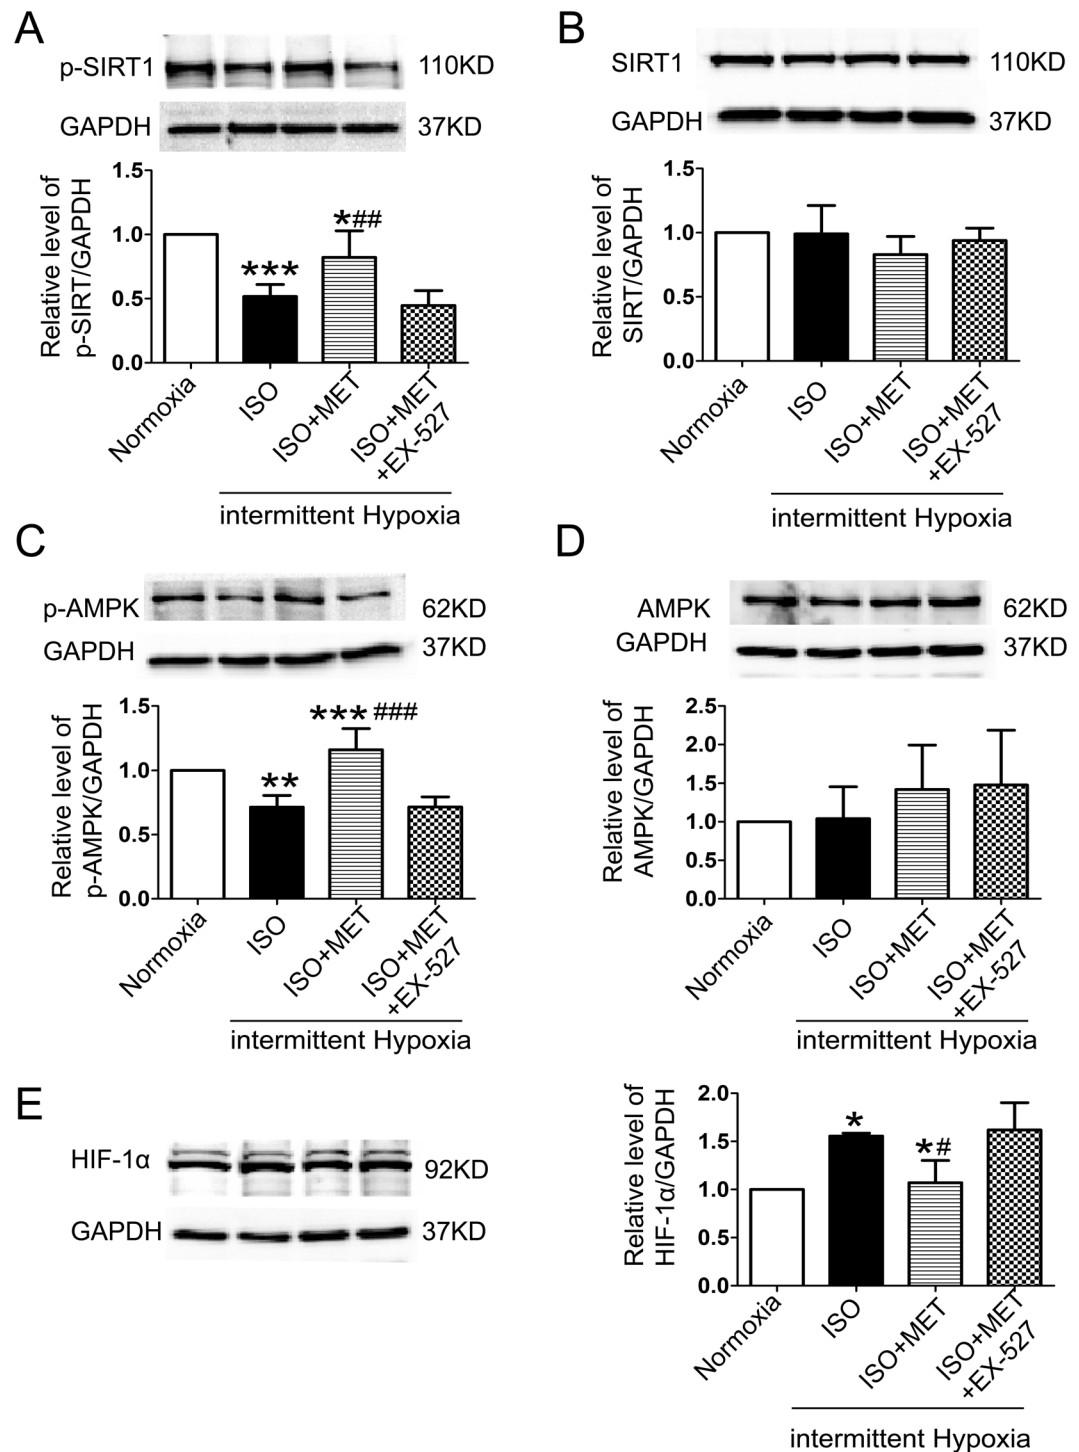 A
p-SIRT1
110KD
GAPDH
37KD
Relative level of
p-SIRT/GAPDH
1.5
1.0
0.5
0.0
***
*##
Normoxia
ISO
ISO+MET
ISO+MET
+EX-527
intermittent Hypoxia
B
SIRT1
110KD
GAPDH
37KD
Relative level of
SIRT/GAPDH
1.5
1.0
0.5
0.0
Normoxia
ISO
ISO+MET
ISO+MET
+EX-527
intermittent Hypoxia
C
p-AMPK
62KD
GAPDH
37KD
Relative level of
p-AMPK/GAPDH
1.5
1.0
0.5
0.0
**
***###
Normoxia
ISO
ISO+MET
ISO+MET
+EX-527
intermittent Hypoxia
D
AMPK
62KD
GAPDH
37KD
Relative level of
AMPK/GAPDH
2.5
2.0
1.5
1.0
0.5
0.0
Normoxia
ISO
ISO+MET
ISO+MET
+EX-527
intermittent Hypoxia
E
HIF-1α
92KD
GAPDH
37KD
Relative level of
HIF-1α/GAPDH
2.0
1.5
1.0
0.5
0.0
*
*#
Normoxia
ISO
ISO+MET
ISO+MET
+EX-527
intermittent Hypoxia